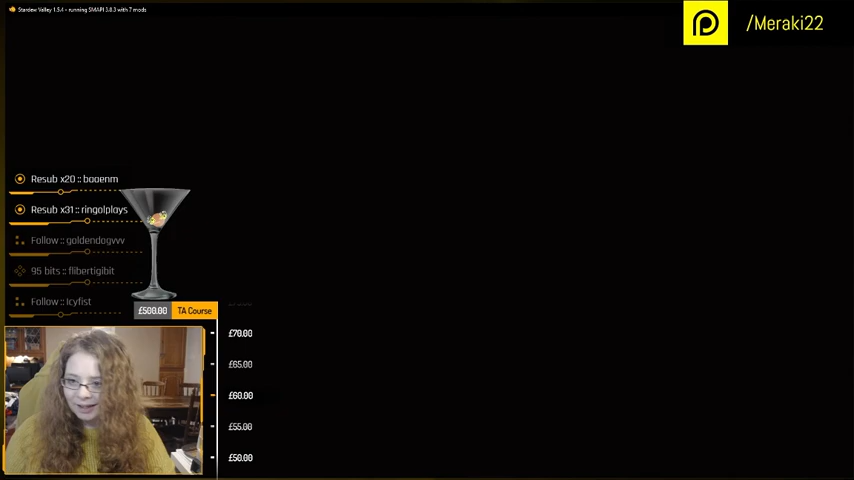 Stardew Valley 1.5.4 - running SMAPI 3.8.3 with 7 mods
/Meraki22
Resub x20 :: baaenm
Resub x31 :: ringolplays
Follow :: goldendogvvv
95 bits :: flibertigibit
Follow :: Icyfist
£500.00 TA Course
£70.00
£65.00
£60.00
£55.00
£50.00